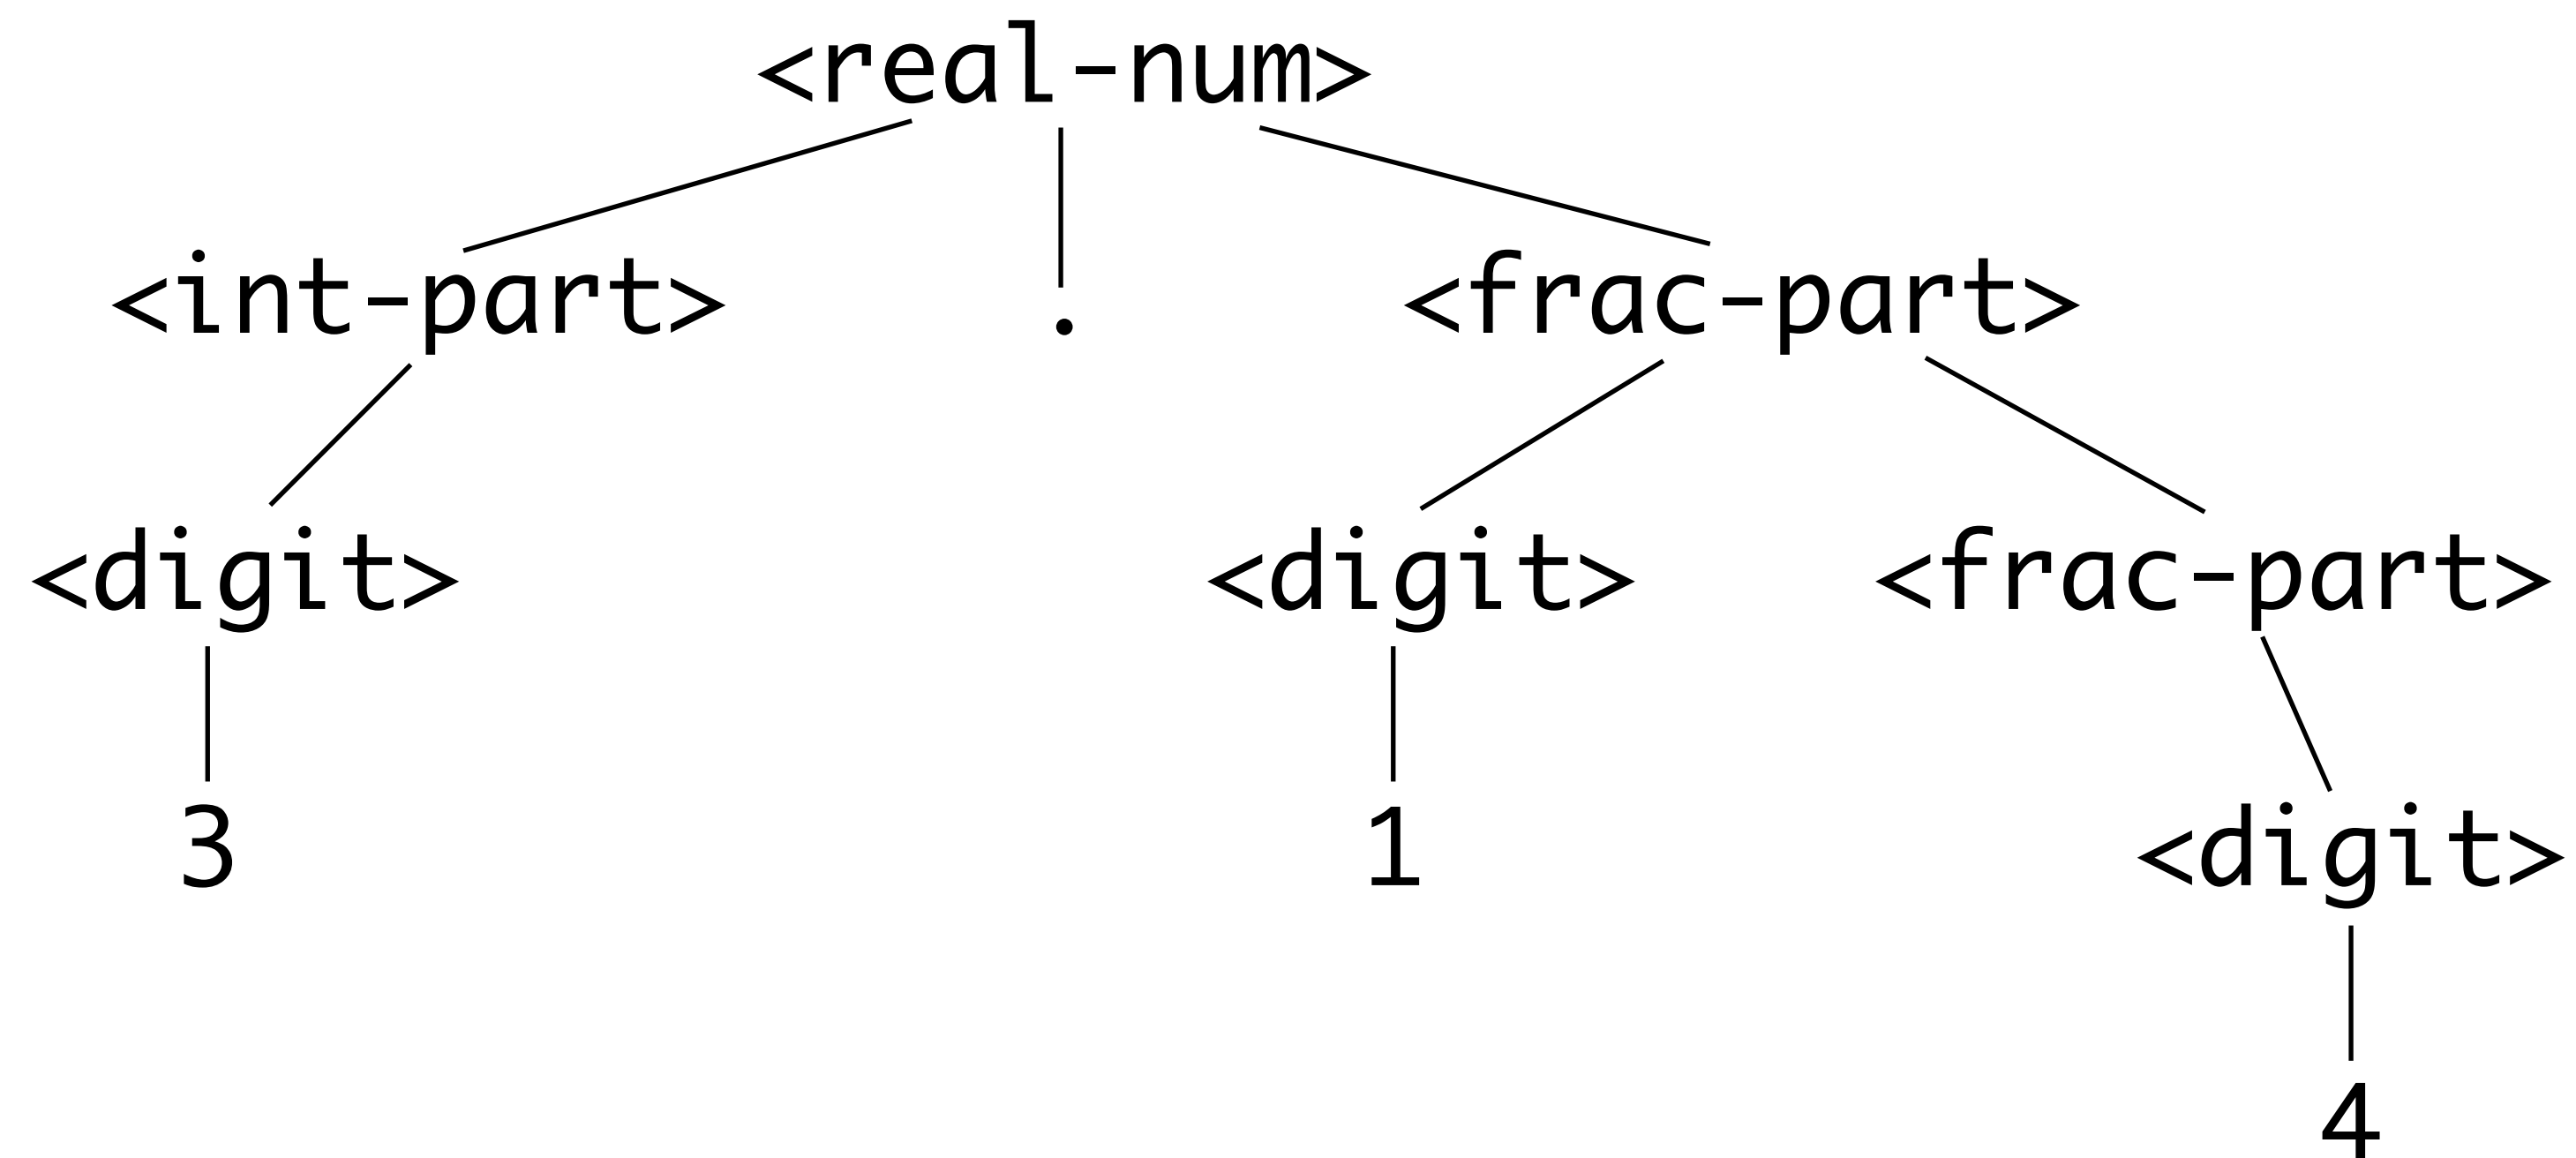 <real-num>
<int-part> . <frac-part>
<digit> <digit> <frac-part>
3 1 <digit>
4